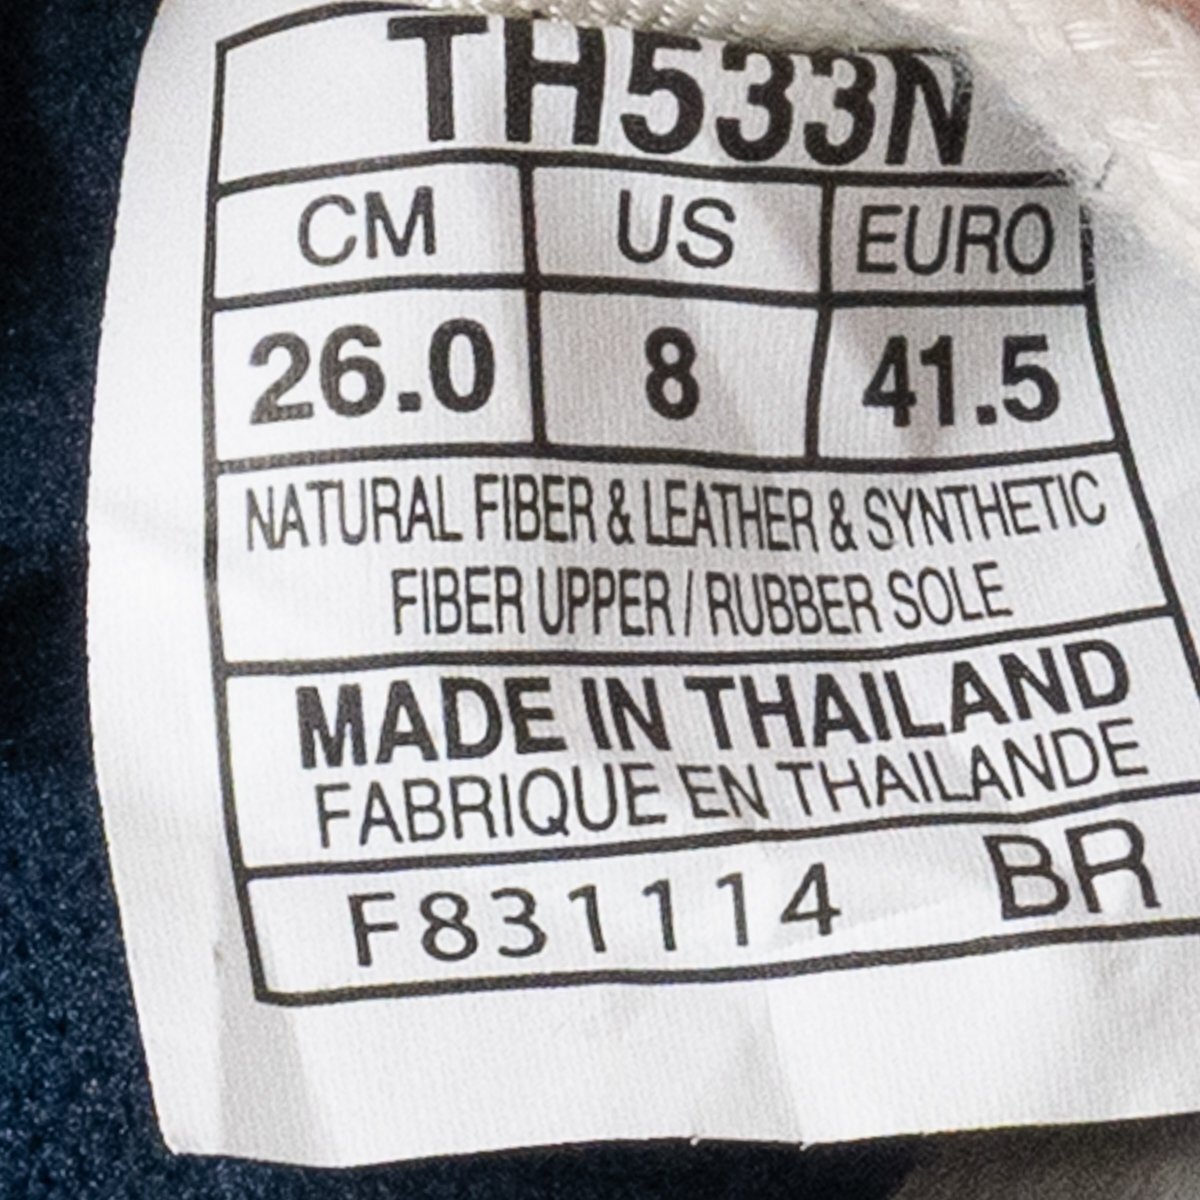 TH533N
CM US EURO
26.0 8 41.5
NATURAL FIBER & LEATHER & SYNTHETIC
FIBER UPPER / RUBBER SOLE
MADE IN THAILAND
FABRIQUE EN THAILANDE
F831114 BR